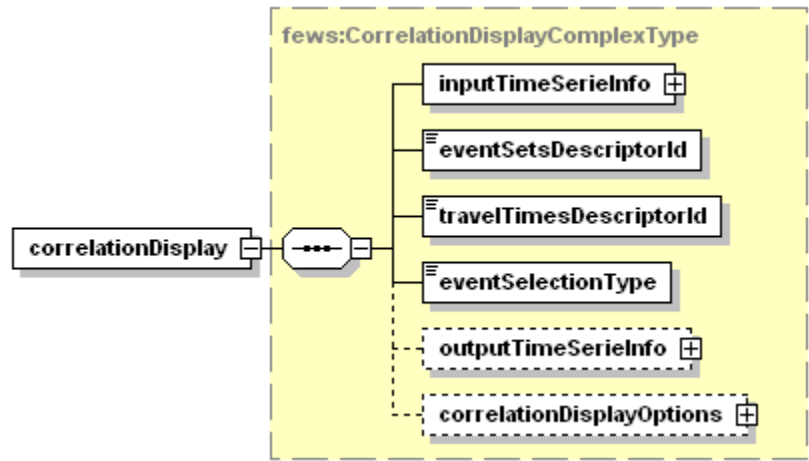 fews:CorrelationDisplayComplexType
inputTimeSerieInfo
eventSetsDescriptorId
travelTimesDescriptorId
correlationDisplay
eventSelectionType
outputTimeSerieInfo
correlationDisplayOptions